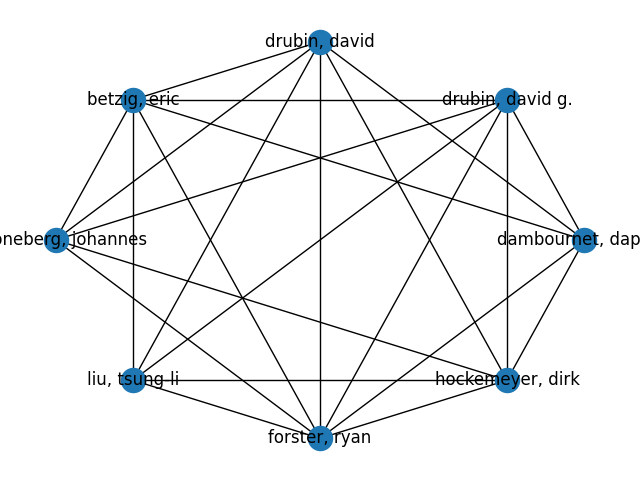 drubin, david
betzig, eric
drubin, david g.
oneberg, johannes
dambournet, dap
liu, tsung-li
hockemeyer, dirk
forster, ryan